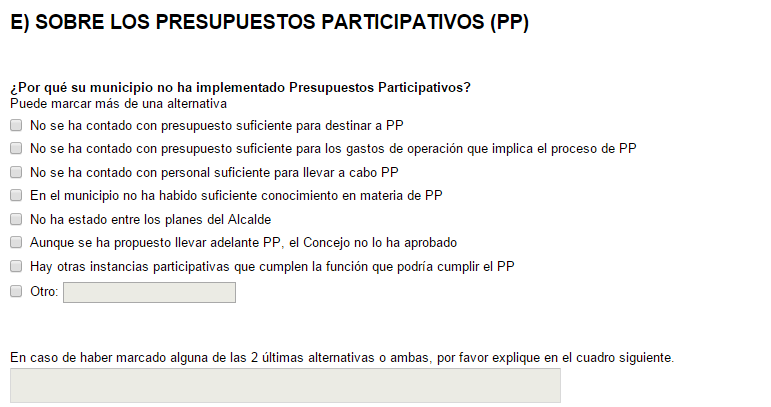 E) SOBRE LOS PRESUPUESTOS PARTICIPATIVOS (PP)
¿Por qué su municipio no ha implementado Presupuestos Participativos?
Puede marcar más de una alternativa
No se ha contado con presupuesto suficiente para destinar a PP
No se ha contado con presupuesto suficiente para los gastos de operación que implica el proceso de PP
No se ha contado con personal suficiente para llevar a cabo PP
En el municipio no ha habido suficiente conocimiento en materia de PP
No ha estado entre los planes del Alcalde
Aunque se ha propuesto llevar adelante PP, el Concejo no lo ha aprobado
Hay otras instancias participativas que cumplen la función que podría cumplir el PP
Otro:
En caso de haber marcado alguna de las 2 últimas alternativas o ambas, por favor explique en el cuadro siguiente.